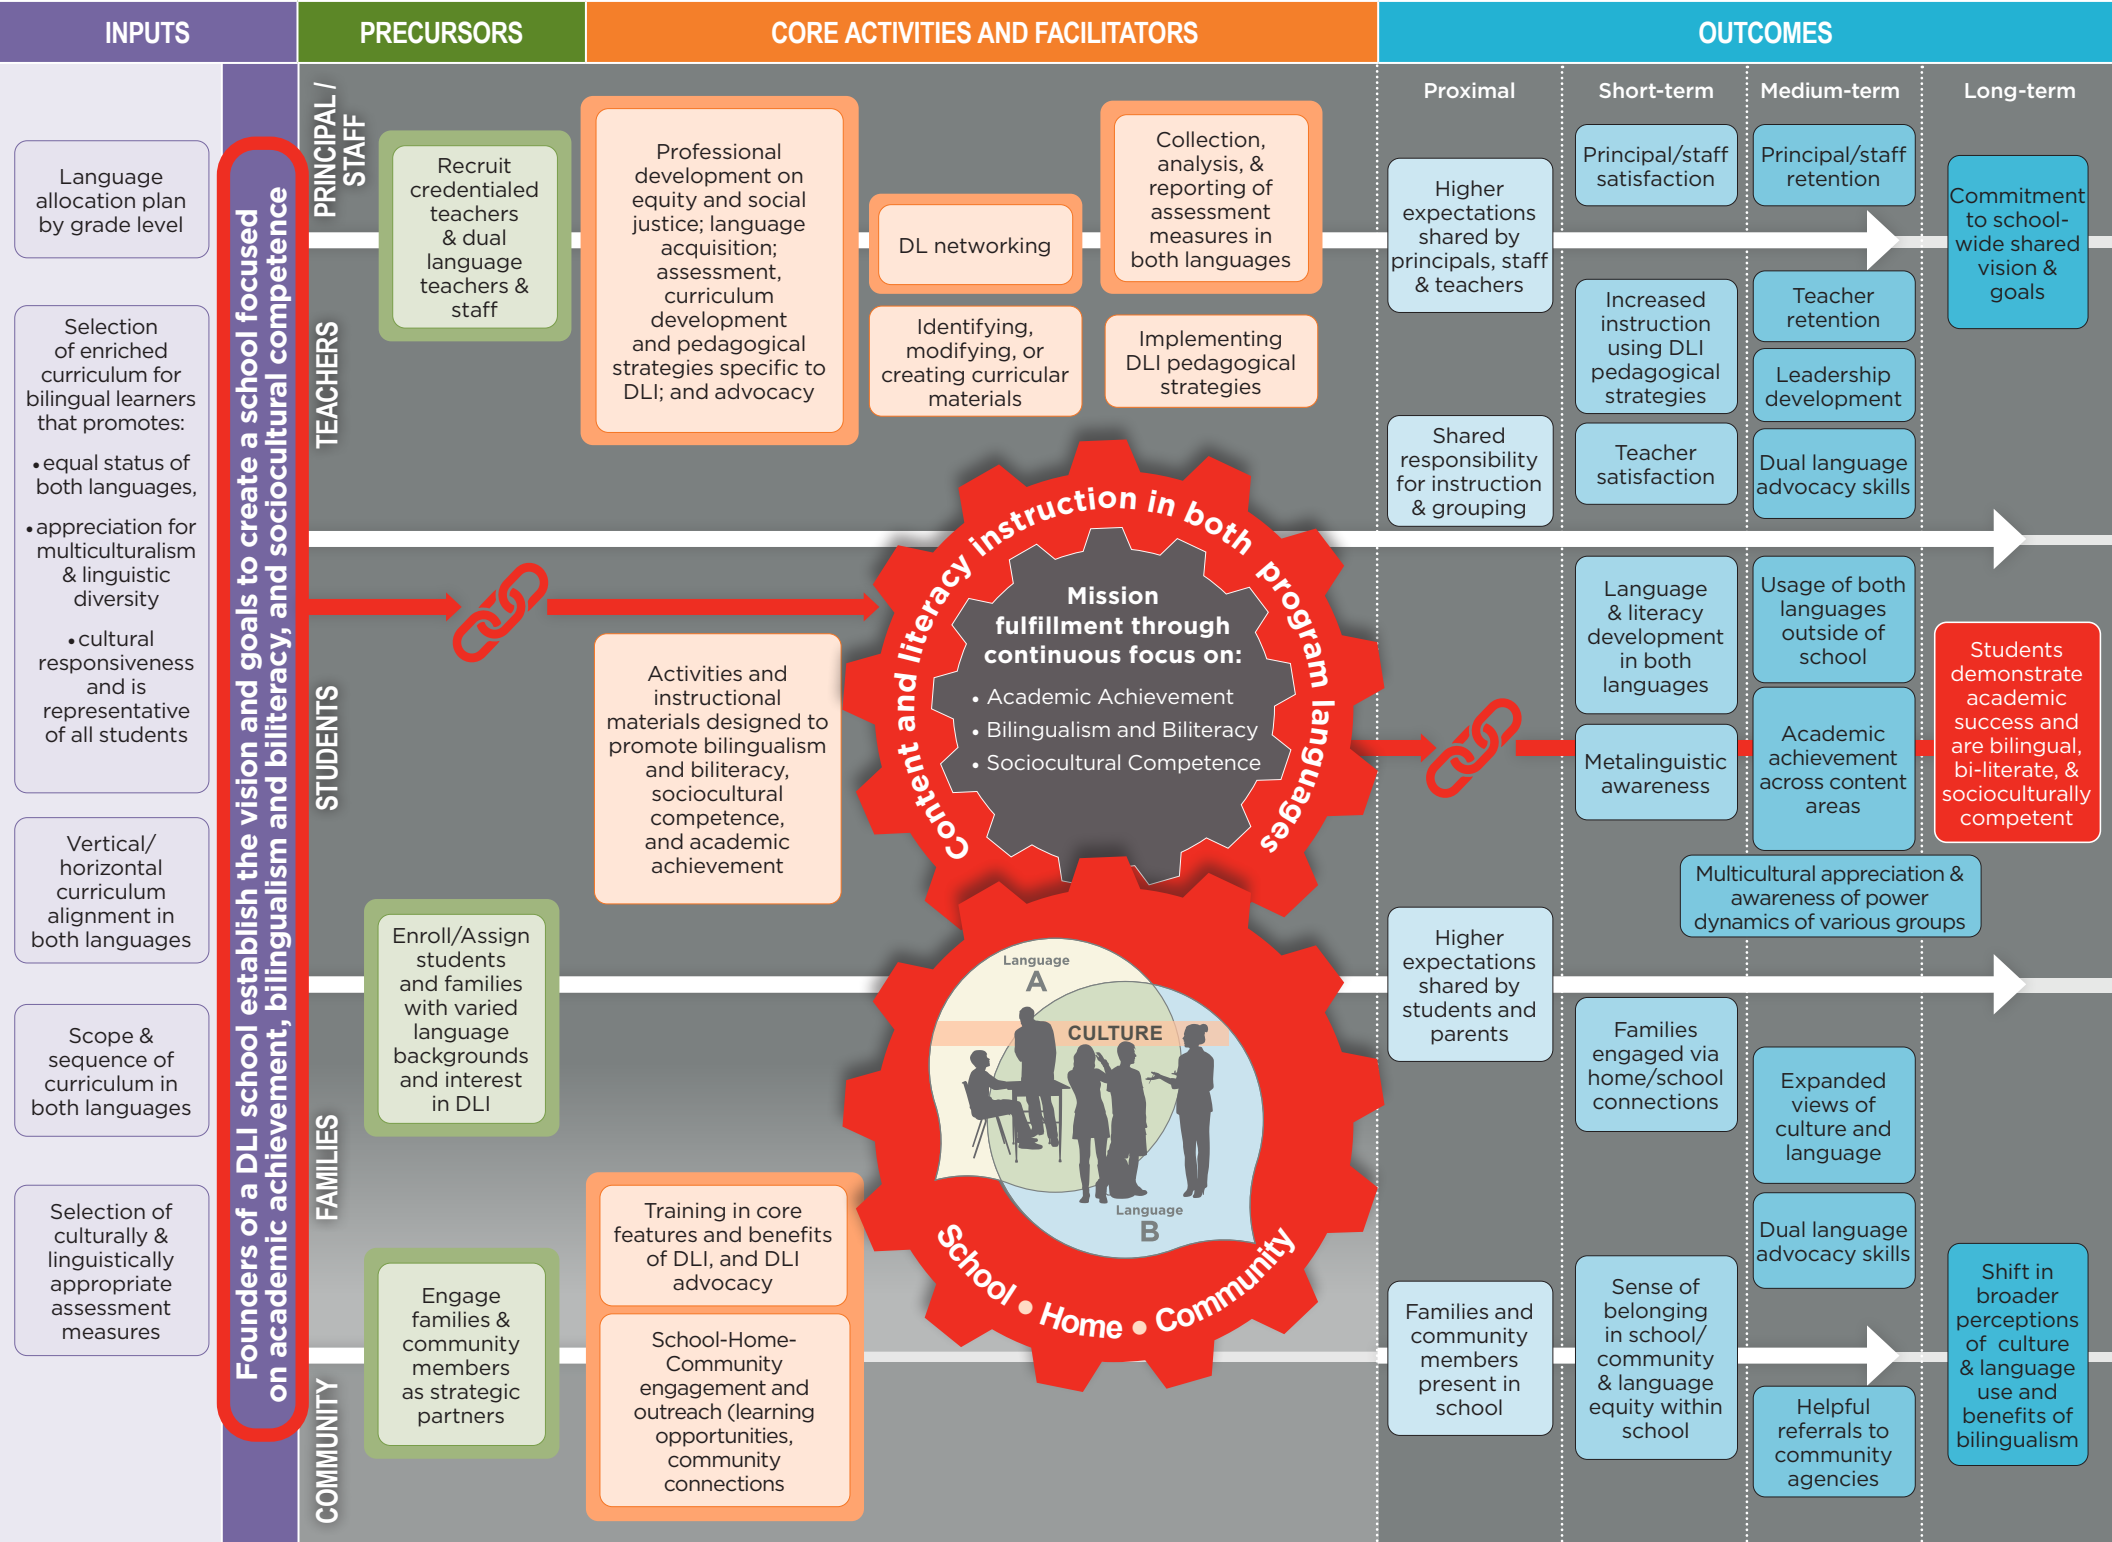 INPUTS
PRECURSORS
CORE ACTIVITIES AND FACILITATORS
OUTCOMES
Language
allocation plan
by grade level
Selection
of enriched
curriculum for
bilingual learners
that promotes:
• equal status of
both languages,
• appreciation for
multiculturalism
& linguistic
diversity
• cultural
responsiveness
and is
representative
of all students
Vertical/
horizontal
curriculum
alignment in
both languages
Scope &
sequence of
curriculum in
both languages
Selection of
culturally &
linguistically
appropriate
assessment
measures
Founders of a DLI school establish the vision and goals to create a school focused
on academic achievement, bilingualism and biliteracy, and sociocultural competence
PRINCIPAL /
STAFF
TEACHERS
STUDENTS
FAMILIES
COMMUNITY
Recruit
credentialed
teachers
& dual
language
teachers &
staff
Enroll/Assign
students
and families
with varied
language
backgrounds
and interest
in DLI
Engage
families &
community
members
as strategic
partners
Professional
development on
equity and social
justice; language
acquisition;
assessment,
curriculum
development
and pedagogical
strategies specific to
DLI; and advocacy
DL networking
Collection,
analysis, &
reporting of
assessment
measures in
both languages
Identifying,
modifying, or
creating curricular
materials
Implementing
DLI pedagogical
strategies
Activities and
instructional
materials designed to
promote bilingualism
and biliteracy,
sociocultural
competence,
and academic
achievement
Training in core
features and benefits
of DLI, and DLI
advocacy
School-Home-
Community
engagement and
outreach (learning
opportunities,
community
connections
Content and literacy instruction in both program languages
Mission
fulfillment through
continuous focus on:
• Academic Achievement
• Bilingualism and Biliteracy
• Sociocultural Competence
Language
A
CULTURE
Language
B
School • Home • Community
Proximal
Higher
expectations
shared by
principals, staff
& teachers
Shared
responsibility
for instruction
& grouping
Higher
expectations
shared by
students and
parents
Families and
community
members
present in
school
Short-term
Principal/staff
satisfaction
Increased
instruction
using DLI
pedagogical
strategies
Teacher
satisfaction
Language
& literacy
development
in both
languages
Metalinguistic
awareness
Families
engaged via
home/school
connections
Sense of
belonging
in school/
community
& language
equity within
school
Medium-term
Principal/staff
retention
Teacher
retention
Leadership
development
Dual language
advocacy skills
Usage of both
languages
outside of
school
Academic
achievement
across content
areas
Multicultural appreciation &
awareness of power
dynamics of various groups
Expanded
views of
culture and
language
Dual language
advocacy skills
Helpful
referrals to
community
agencies
Long-term
Commitment
to school-
wide shared
vision &
goals
Students
demonstrate
academic
success and
are bilingual,
bi-literate, &
socioculturally
competent
Shift in
broader
perceptions
of culture
& language
use and
benefits of
bilingualism